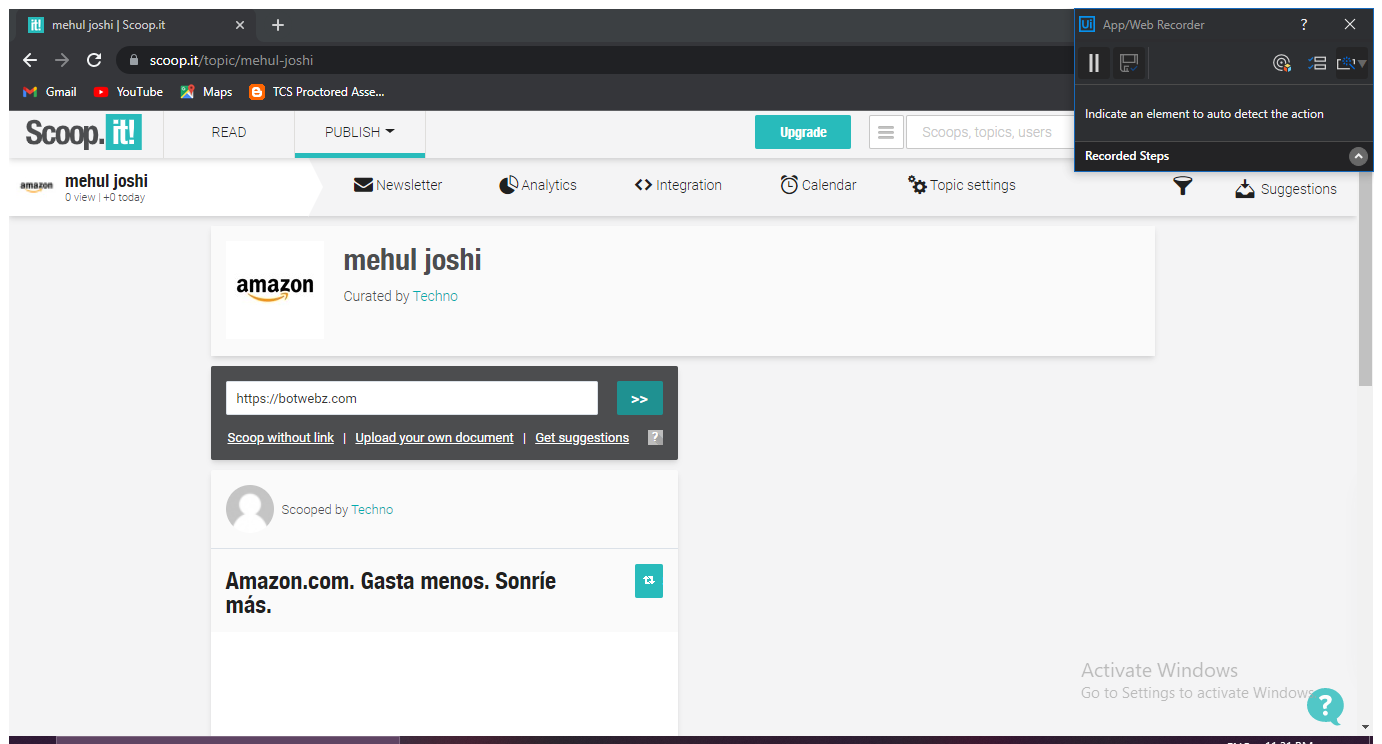 mehul joshi | Scoop.it
App/Web Recorder
?
scoop.it/topic/mehul-joshi
Gmail
YouTube
Maps
TCS Proctored Asse...
Indicate an element to auto detect the action
Recorded Steps
Scoop.it!
READ
PUBLISH
Upgrade
Scoops, topics, users
amazon
mehul joshi
0 view | +0 today
Newsletter
Analytics
Integration
Calendar
Topic settings
Suggestions
amazon
mehul joshi
Curated by Techno
https://botwebz.com
>>
Scoop without link | Upload your own document | Get suggestions ?
Scooped by Techno
Amazon.com. Gasta menos. Sonríe
más.
Activate Windows
Go to Settings to activate Windows
?